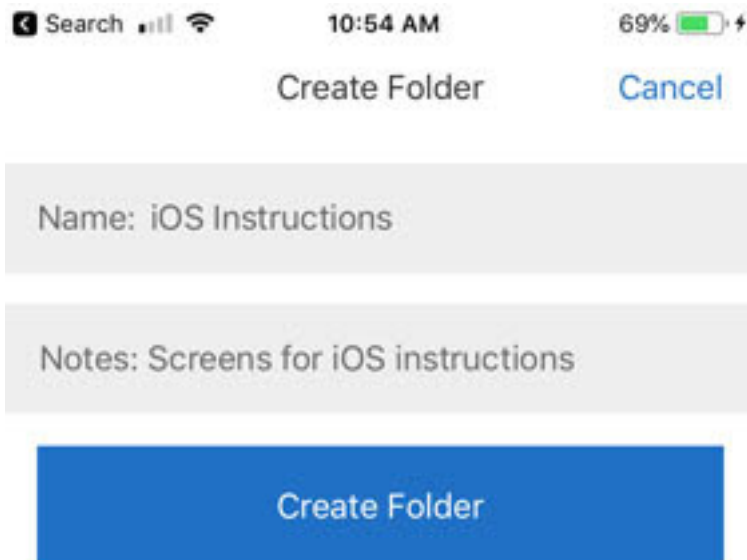 Search 10:54 AM 69%
Create Folder Cancel
Name: iOS Instructions
Notes: Screens for iOS instructions
Create Folder